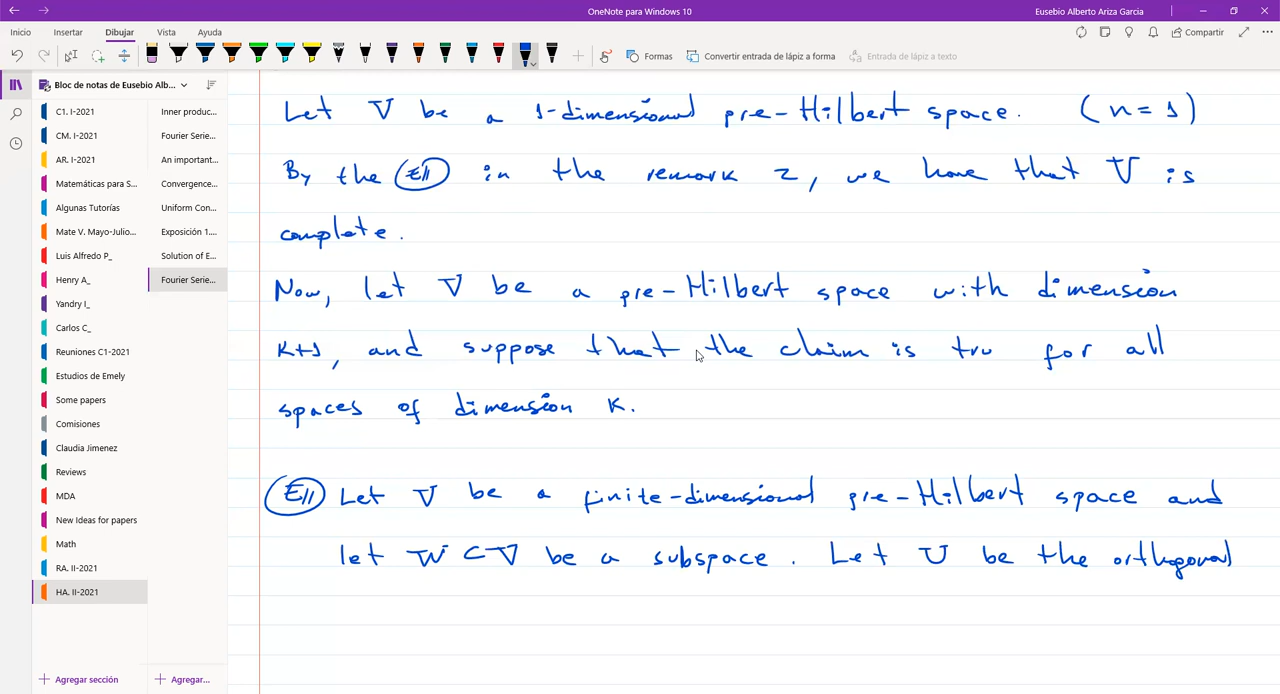 OneNote para Windows 10
Eusebio Alberto Ariza Garcia
Inicio Insertar Dibujar Vista Ayuda
Compartir
Formas Convertir entrada de lápiz a forma Entrada de lápiz a texto
Bloc de notas de Eusebio Alb...
C1. I-2021
CM. I-2021
AR. I-2021
Matemáticas para S...
Algunas Tutorías
Mate V. Mayo-Julio...
Luis Alfredo P_
Henry A_
Yandry I_
Carlos C_
Reuniones C1-2021
Estudios de Emely
Some papers
Comisiones
Claudia Jimenez
Reviews
MDA
New Ideas for papers
Math
RA. II-2021
HA. II-2021
Agregar sección
Inner produc...
Fourier Serie...
An important...
Convergence...
Uniform Con...
Exposición 1....
Solution of E...
Fourier Serie...
Agregar...
Let V be a 1-dimensional pre-Hilbert space. (n=1)
By the E// in the remark 2, we have that V is
complete.
Now, let V be a pre-Hilbert space with dimension
K+1, and suppose that the claim is tru for all
spaces of dimension K.
E// Let V be a finite-dimensional pre-Hilbert space and
let W ⊂ V be a subspace. Let U be the orthogonal